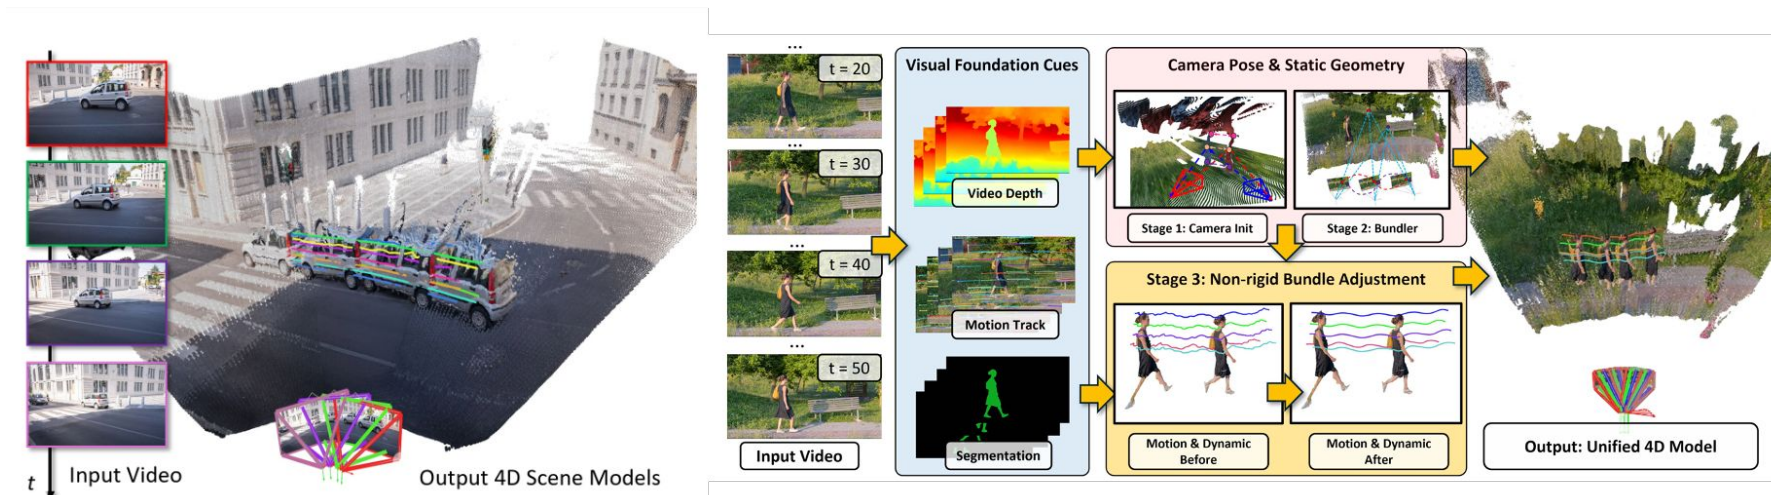 t
Input Video
Output 4D Scene Models
...
t = 20
...
t = 30
...
t = 40
...
t = 50
Input Video
Visual Foundation Cues
Video Depth
Motion Track
Segmentation
Camera Pose & Static Geometry
Stage 1: Camera Init
Stage 2: Bundler
Stage 3: Non-rigid Bundle Adjustment
Motion & Dynamic
Before
Motion & Dynamic
After
Output: Unified 4D Model